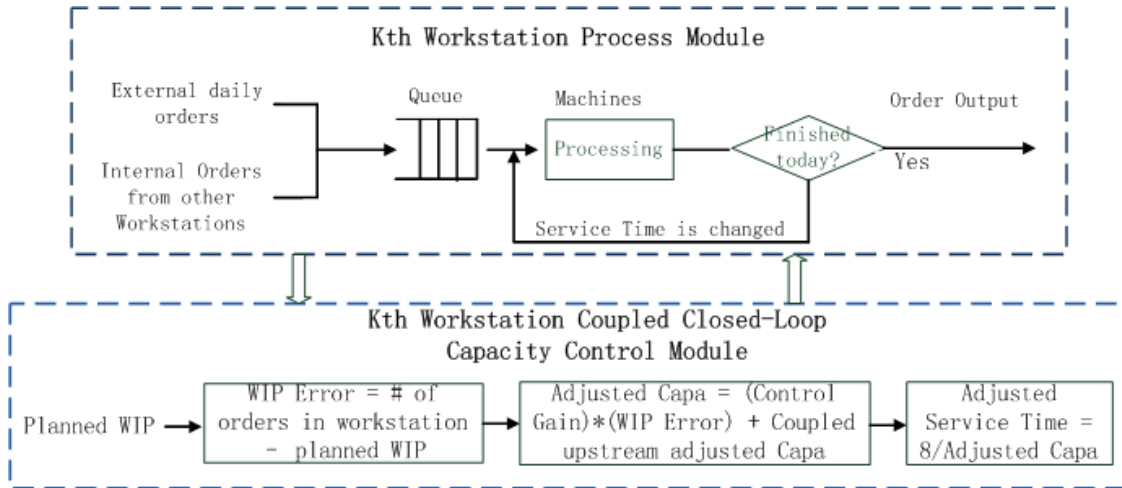 Kth Workstation Process Module
External daily
orders
Queue
Machines
Order Output
Processing
Finished
today?
Yes
Internal Orders
from other
Workstations
Service Time is changed
Kth Workstation Coupled Closed-Loop
Capacity Control Module
Planned WIP
WIP Error = # of
orders in workstation
- planned WIP
Adjusted Capa = (Control
Gain)*(WIP Error) + Coupled
upstream adjusted Capa
Adjusted
Service Time =
8/Adjusted Capa